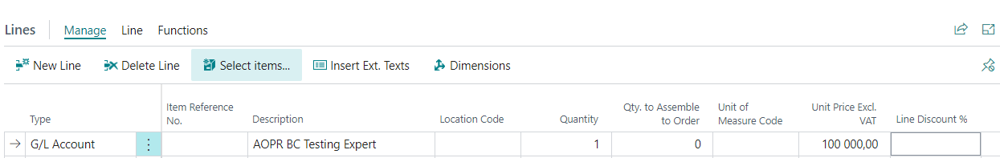 Lines Manage Line Functions
New Line Delete Line Select items... Insert Ext. Texts Dimensions
Item Reference Qty. to Assemble Unit of Unit Price Excl.
Type No. Description Location Code Quantity to Order Measure Code VAT Line Discount %
G/L Account AOPR BC Testing Expert 1 0 100 000,00